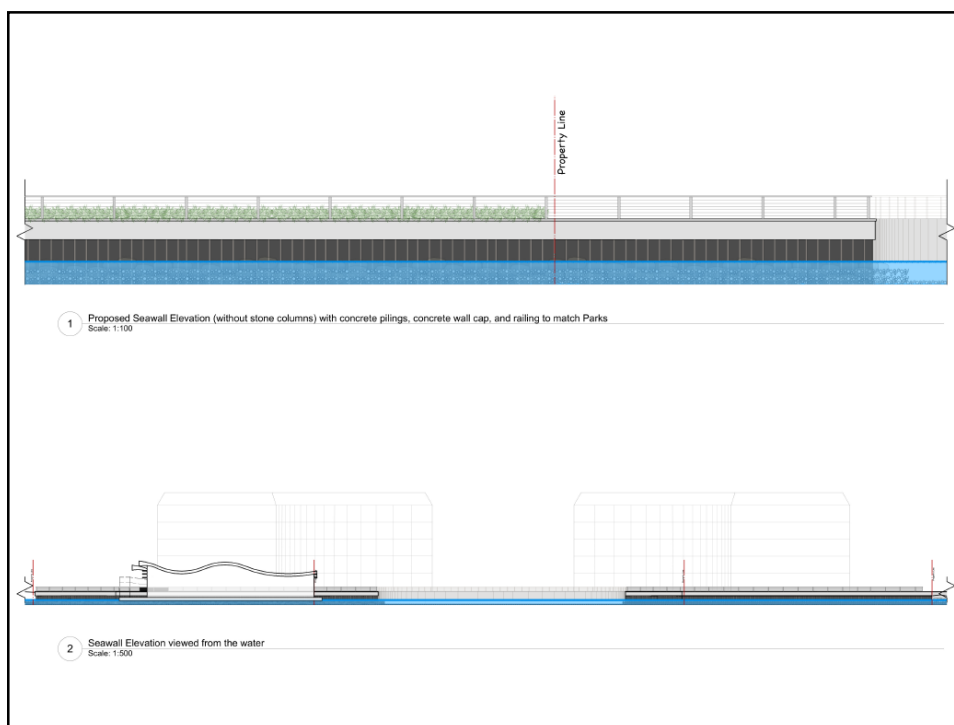 Property Line
1
Proposed Seawall Elevation (without stone columns) with concrete pilings, concrete wall cap, and railing to match Parks
Scale: 1:100
2
Seawall Elevation viewed from the water
Scale: 1:500